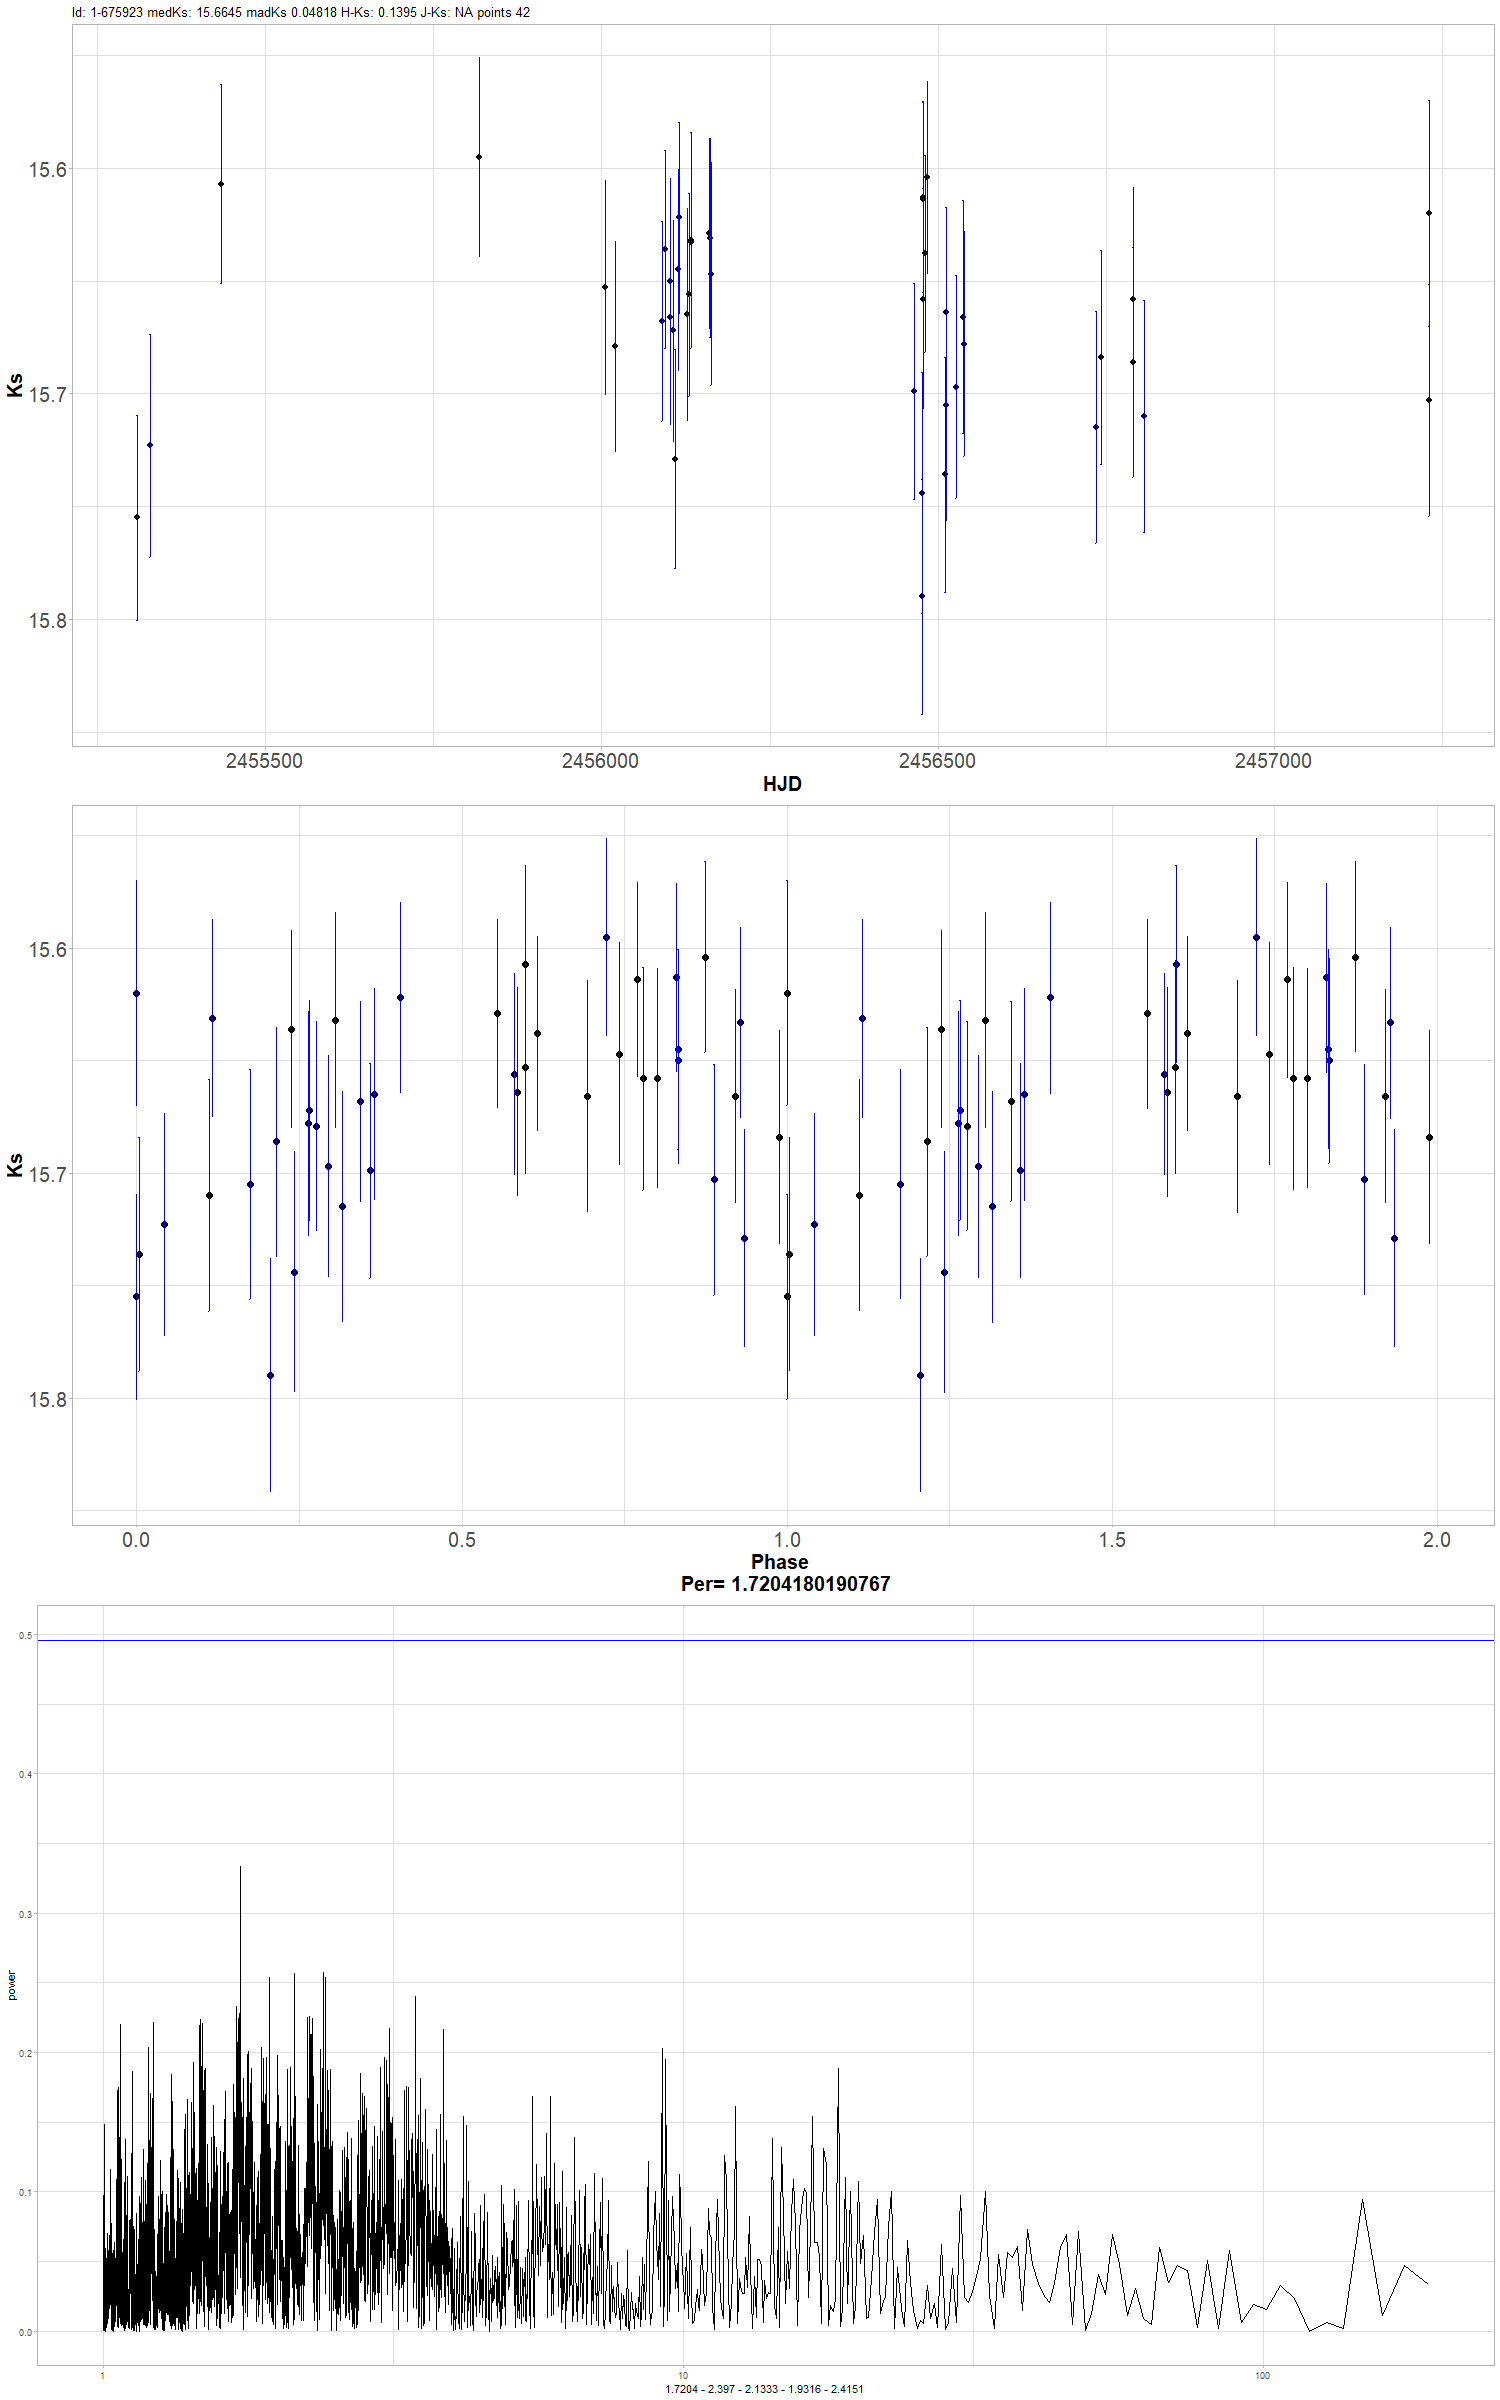 Id: 1-675923 medKs: 15.6645 madKs 0.04818 H-Ks: 0.1395 J-Ks: NA points 42
15.6
15.7
15.8
Ks
2455500 2456000 2456500 2457000
HJD
15.6
15.7
15.8
Ks
0.0 0.5 1.0 1.5 2.0
Phase
Per= 1.7204180190767
0.5
0.4
0.3
0.2
0.1
0.0
power
1 10 100
1.7204 - 2.397 - 2.1333 - 1.9316 - 2.4151